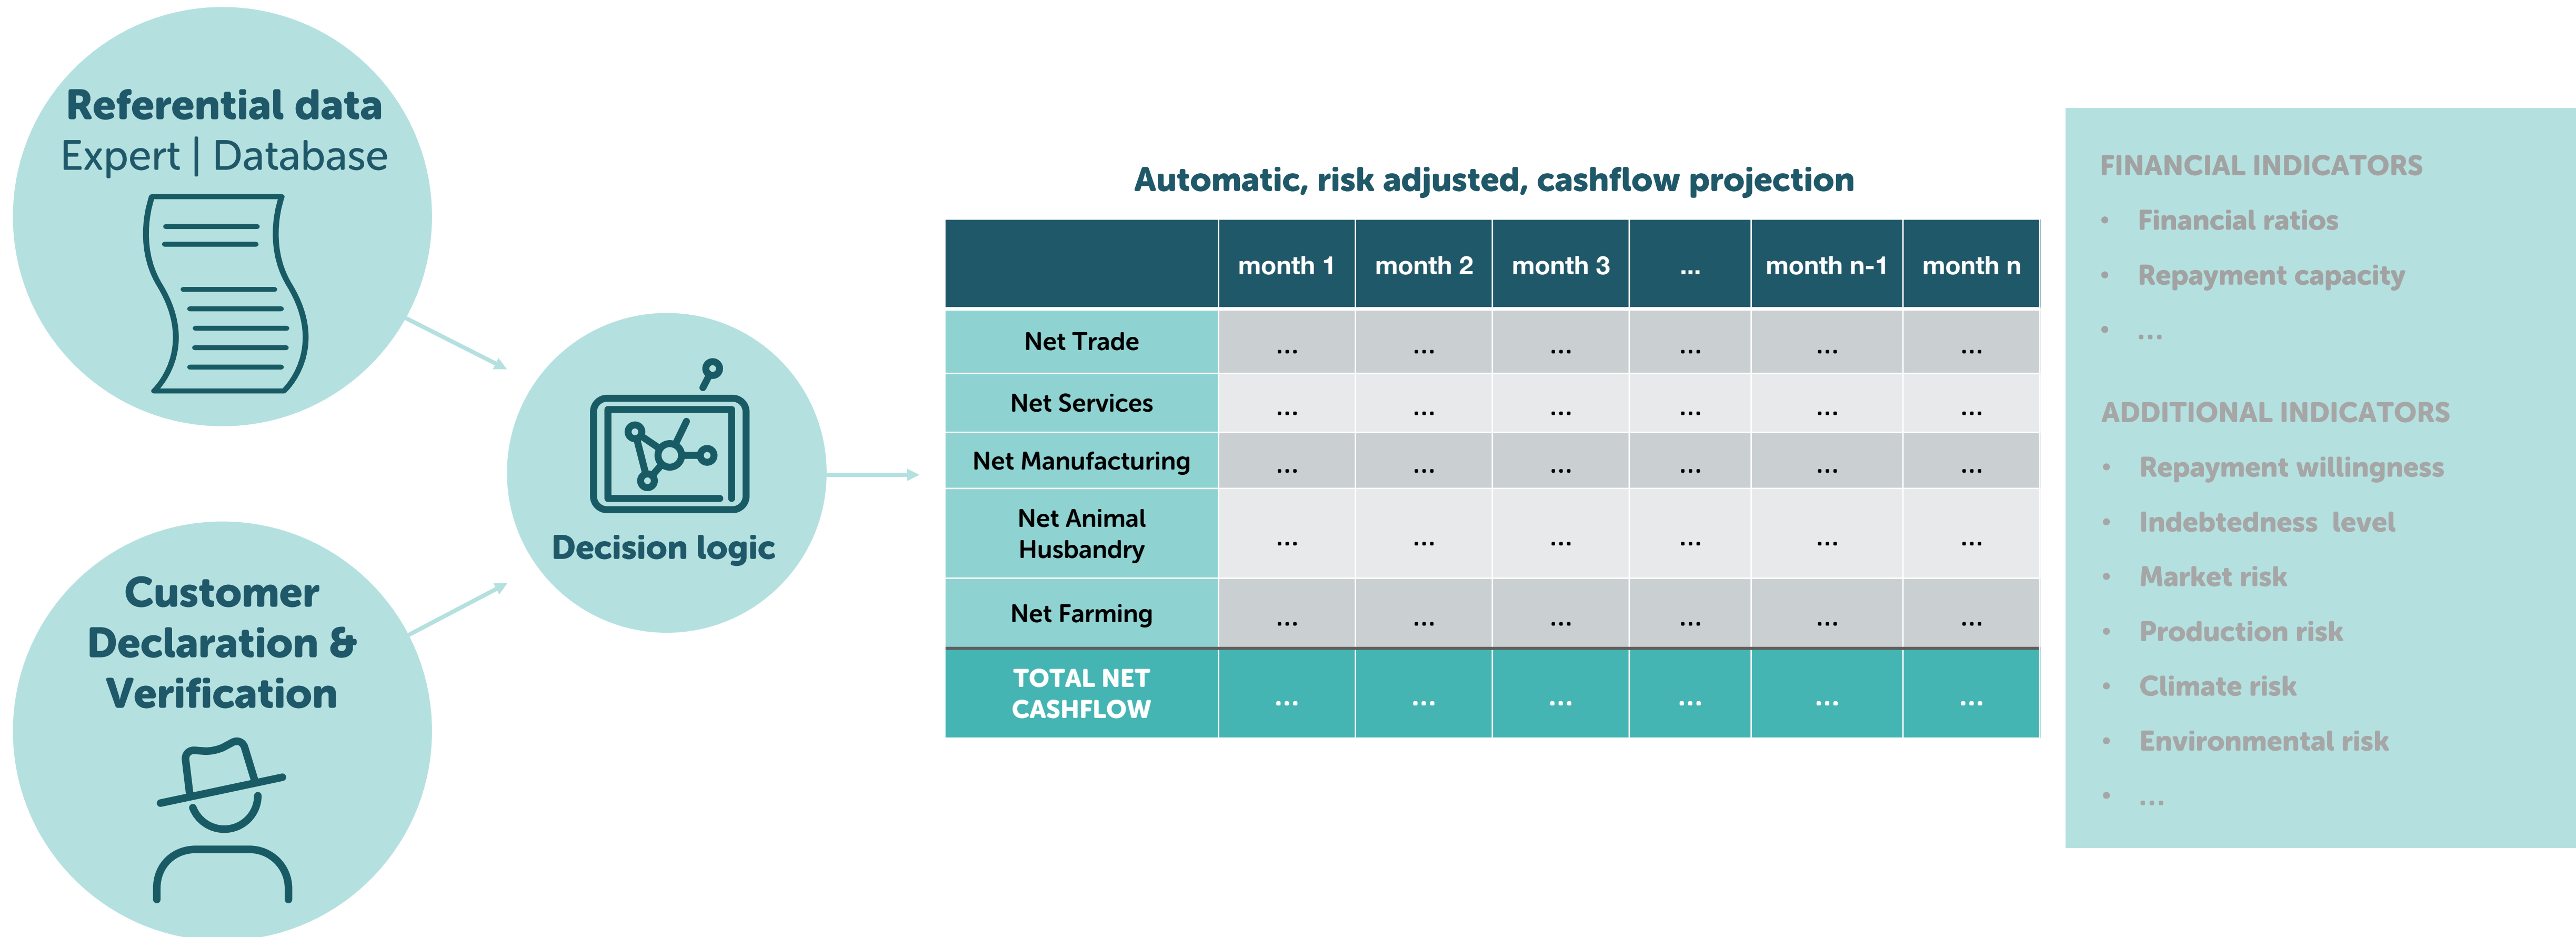 Referential data
Expert | Database
Customer
Declaration &
Verification
Decision logic
Automatic, risk adjusted, cashflow projection
month 1 month 2 month 3 ... month n-1 month n
Net Trade ... ... ... ... ... ...
Net Services ... ... ... ... ... ...
Net Manufacturing ... ... ... ... ... ...
Net Animal
Husbandry ... ... ... ... ... ...
Net Farming ... ... ... ... ... ...
TOTAL NET
CASHFLOW ... ... ... ... ... ...
FINANCIAL INDICATORS
• Financial ratios
• Repayment capacity
• ...
ADDITIONAL INDICATORS
• Repayment willingness
• Indebtedness level
• Market risk
• Production risk
• Climate risk
• Environmental risk
• ...